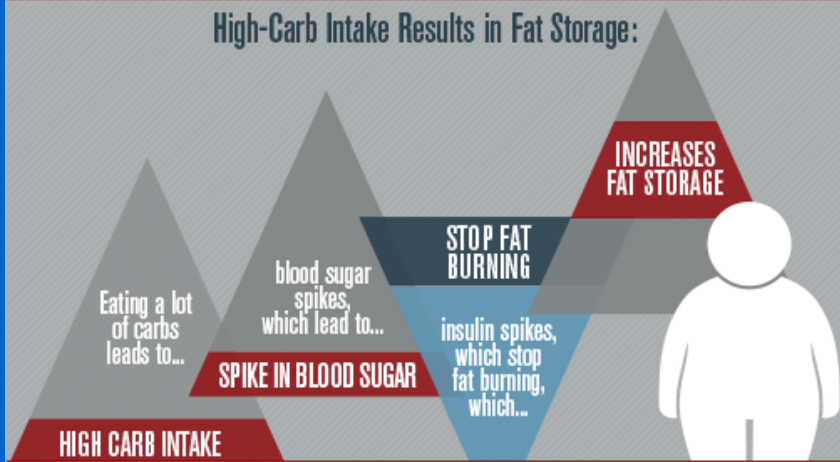 High-Carb Intake Results in Fat Storage:
Eating a lot
of carbs
leads to...
HIGH CARB INTAKE
blood sugar
spikes,
which lead to...
SPIKE IN BLOOD SUGAR
STOP FAT
BURNING
insulin spikes,
which stop
fat burning,
which...
INCREASES
FAT STORAGE